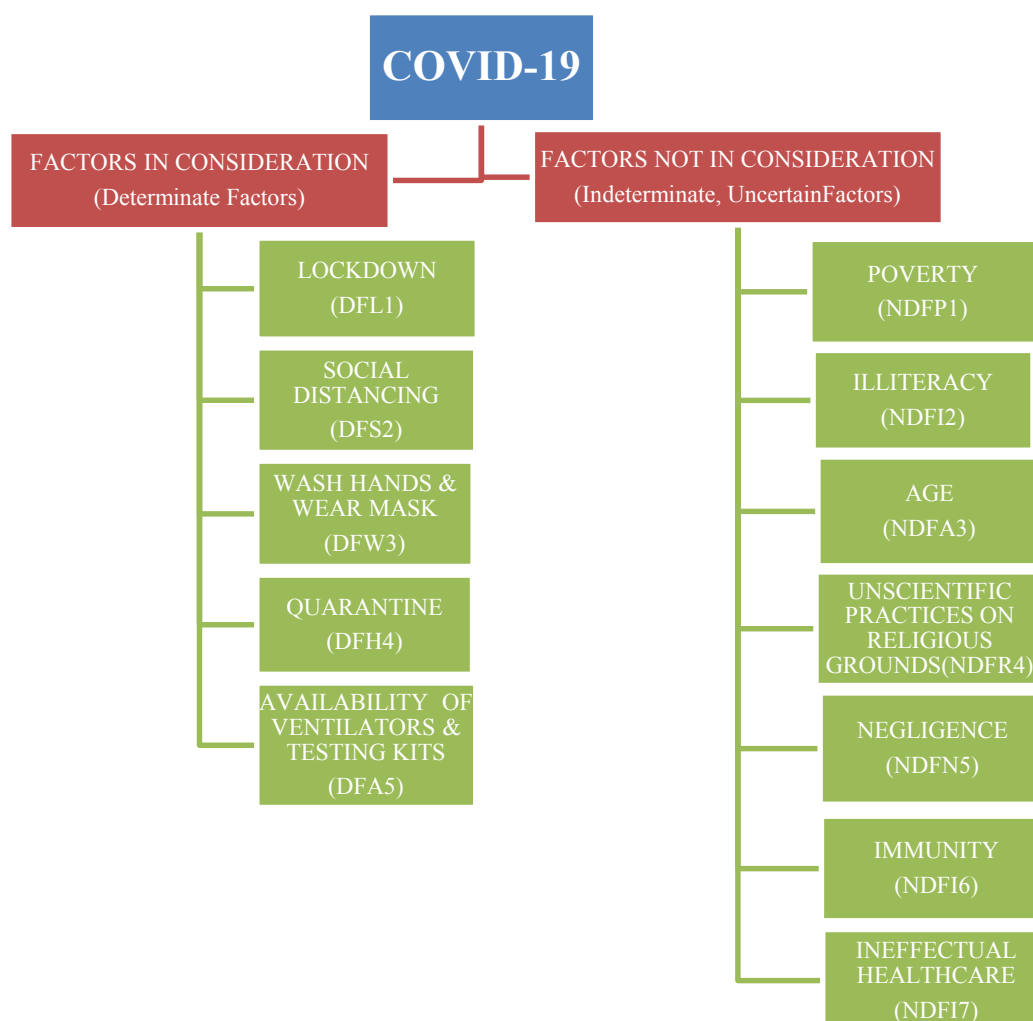 COVID-19
FACTORS IN CONSIDERATION
(Determinate Factors)
FACTORS NOT IN CONSIDERATION
(Indeterminate, UncertainFactors)
LOCKDOWN
(DFL1)
SOCIAL
DISTANCING
(DFS2)
WASH HANDS &
WEAR MASK
(DFW3)
QUARANTINE
(DFH4)
AVAILABILITY OF
VENTILATORS &
TESTING KITS
(DFA5)
POVERTY
(NDFP1)
ILLITERACY
(NDFI2)
AGE
(NDFA3)
UNSCIENTIFIC
PRACTICES ON
RELIGIOUS
GROUNDS(NDFR4)
NEGLIGENCE
(NDFN5)
IMMUNITY
(NDFI6)
INEFFECTUAL
HEALTHCARE
(NDFI7)